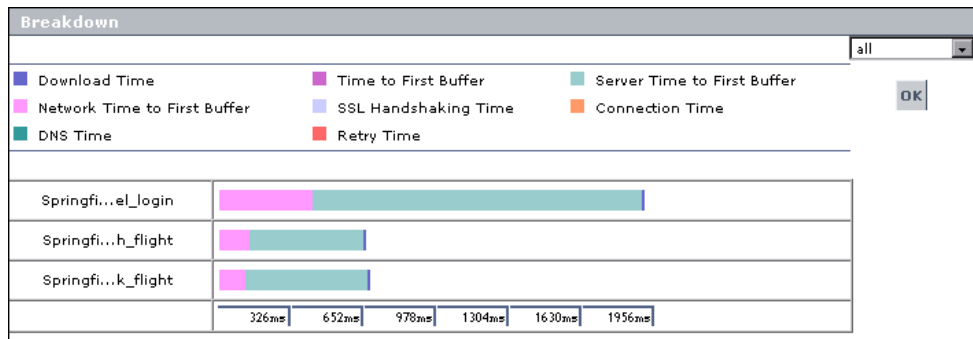 Breakdown
all
Download Time
Time to First Buffer
Server Time to First Buffer
Network Time to First Buffer
SSL Handshaking Time
Connection Time
OK
DNS Time
Retry Time
Springfi...el_login
Springfi...h_flight
Springfi...k_flight
326ms 652ms 978ms 1304ms 1630ms 1956ms